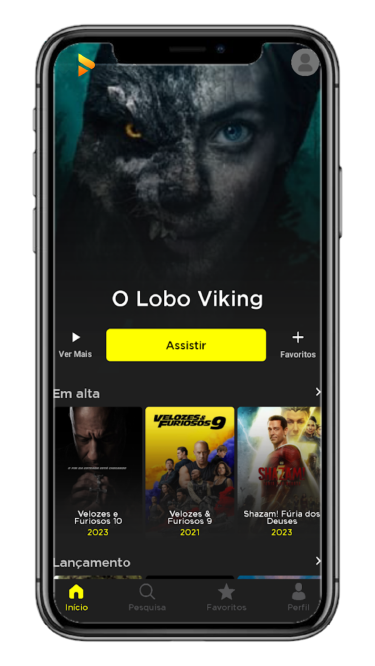 O Lobo Viking
Ver Mais
Assistir
Favoritos
Em alta
VELOZES &
FURIOSOS 9
SHAZAM!
Velozes e
Furiosos 10
2023
Velozes &
Furiosos 9
2021
Shazam! Fúria dos
Deuses
2023
Lançamento
Início
Pesquisa
Favoritos
Perfil